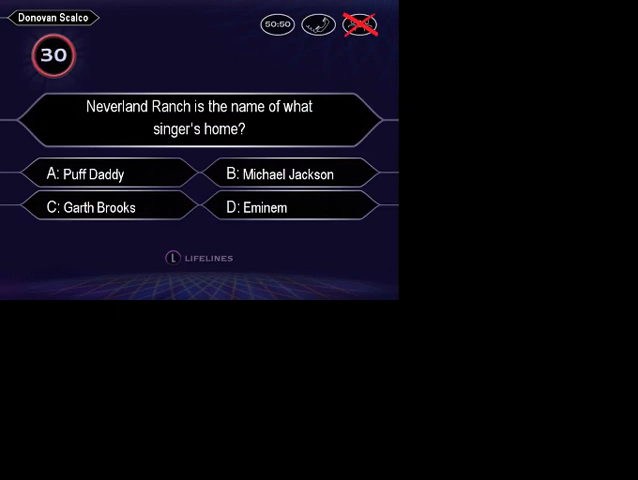 Donovan Scalco
50:50
30
Neverland Ranch is the name of what
singer's home?
A: Puff Daddy
B: Michael Jackson
C: Garth Brooks
D: Eminem
L LIFELINES